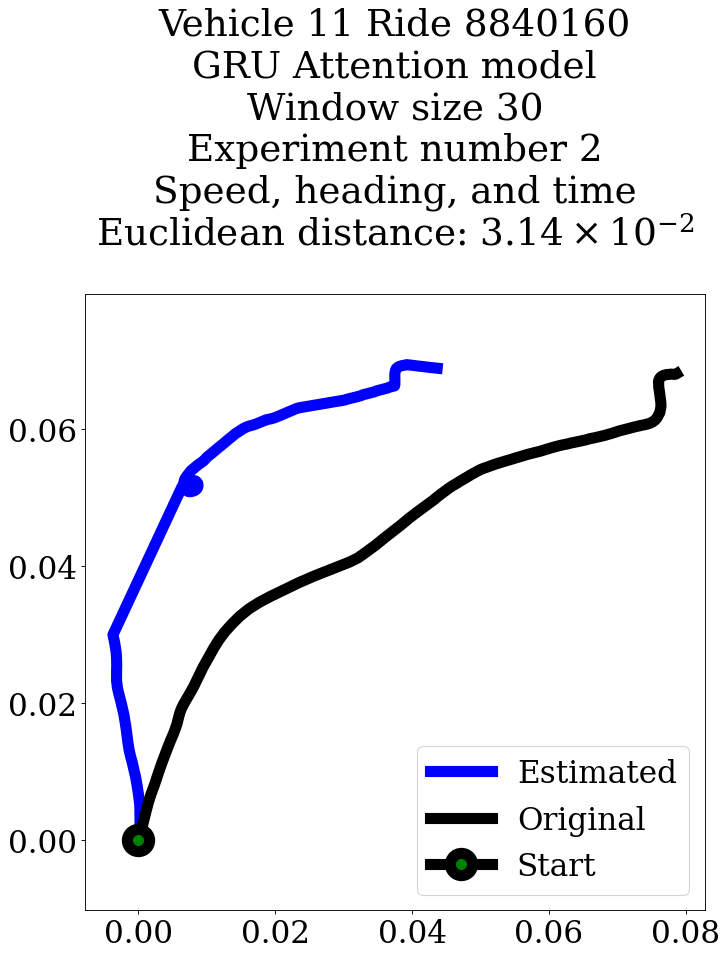 Vehicle 11 Ride 8840160
GRU Attention model
Window size 30
Experiment number 2
Speed, heading, and time
Euclidean distance: 3.14 × 10⁻²
0.06
0.04
0.02
0.00
Estimated
Original
Start
0.00 0.02 0.04 0.06 0.08